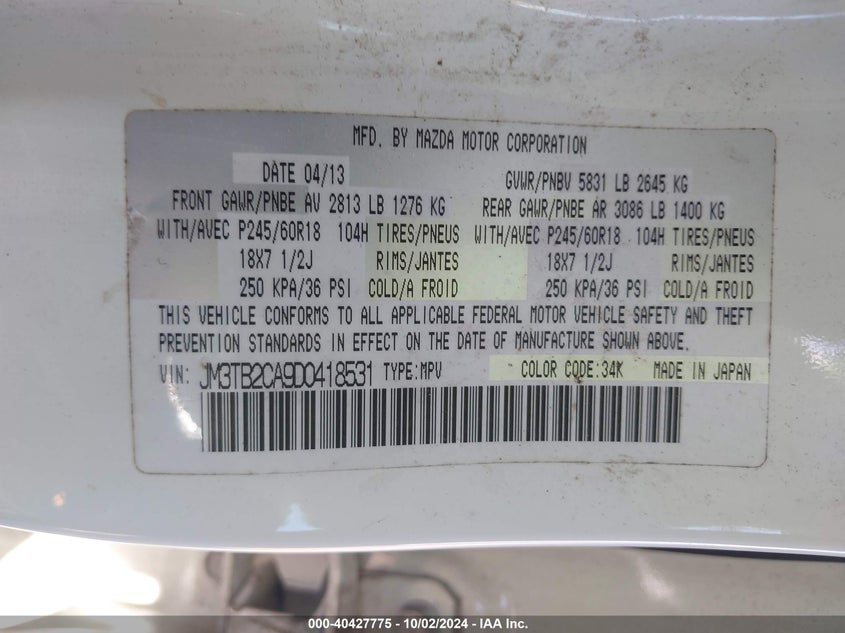 MFD. BY MAZDA MOTOR CORPORATION
DATE 04/13 GVWR/PNBV 5831 LB 2645 KG
FRONT GAWR/PNBE AV 2813 LB 1276 KG REAR GAWR/PNBE AR 3086 LB 1400 KG
WITH/AVEC P245/60R18 104H TIRES/PNEUS WITH/AVEC P245/60R18 104H TIRES/PNEUS
18X7 1/2J RIMS/JANTES 18X7 1/2J RIMS/JANTES
250 KPA/36 PSI COLD/A FROID 250 KPA/36 PSI COLD/A FROID
THIS VEHICLE CONFORMS TO ALL APPLICABLE FEDERAL MOTOR VEHICLE SAFETY AND THEFT
PREVENTION STANDARDS IN EFFECT ON THE DATE OF MANUFACTURE SHOWN ABOVE.
VIN: JM3TB2CA9D0418531 TYPE:MPV COLOR CODE:34K MADE IN JAPAN
000-40427775 - 10/02/2024 - IAA Inc.